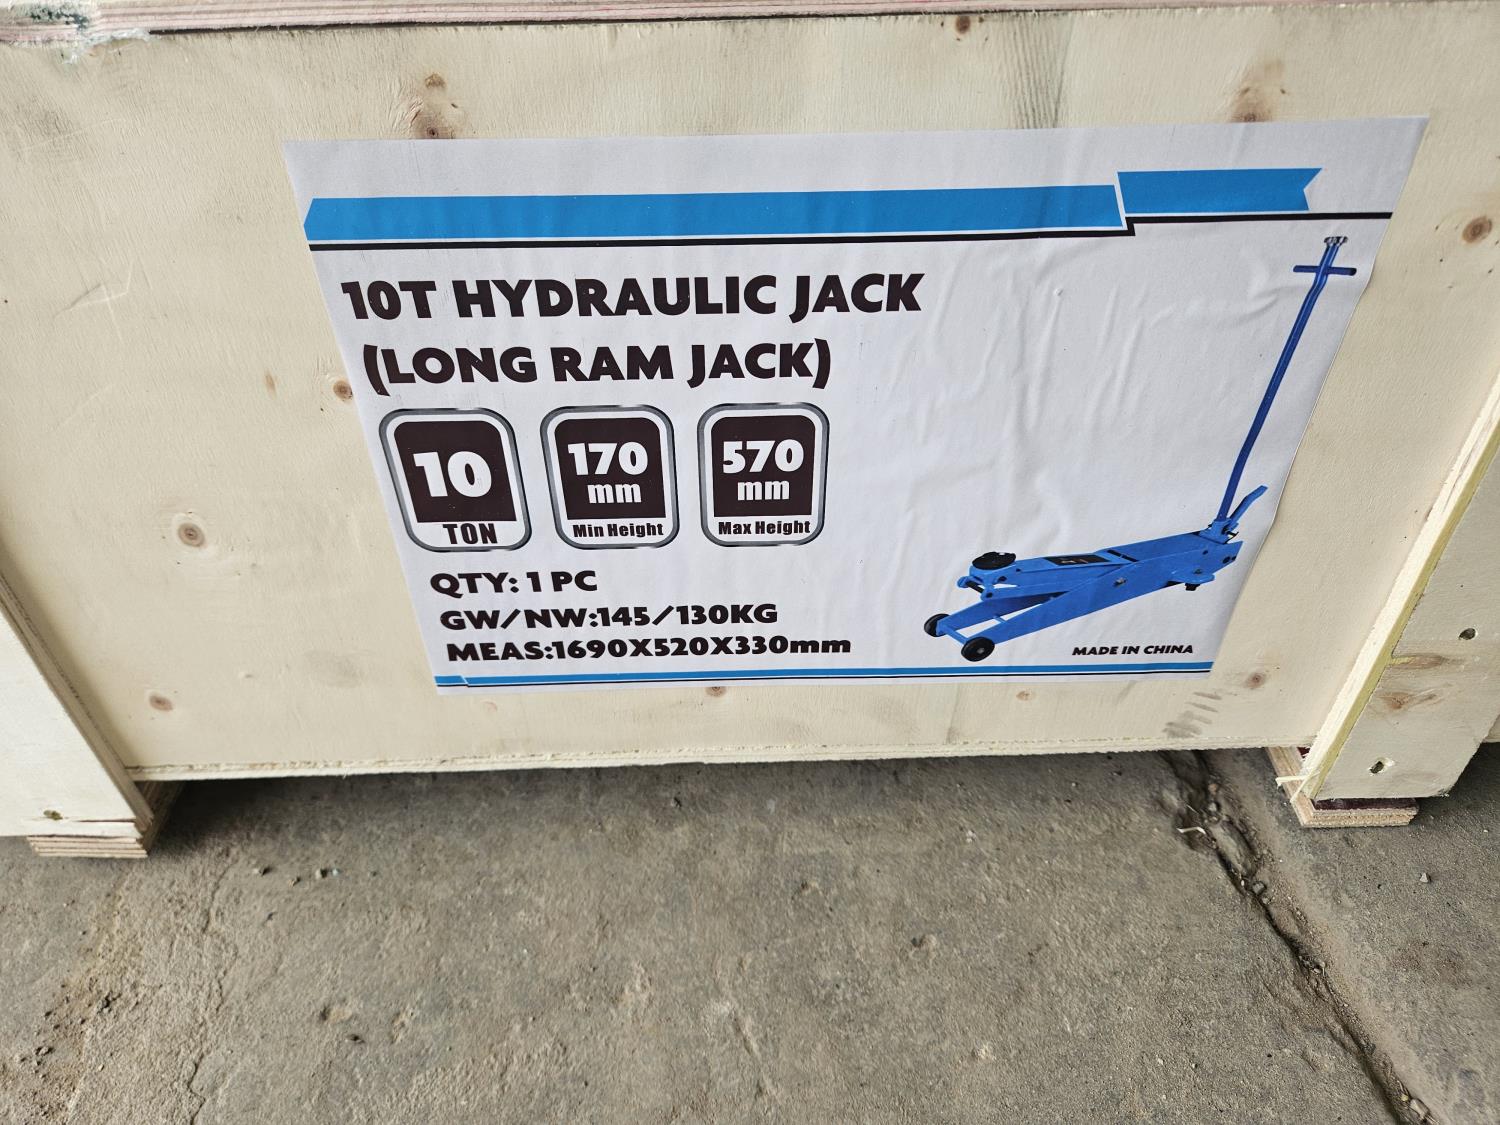 10T HYDRAULIC JACK
(LONG RAM JACK)
10
TON
170
mm
Min Height
570
mm
Max Height
QTY: 1 PC
GW/NW:145/130KG
MEAS:1690X520X330mm
MADE IN CHINA